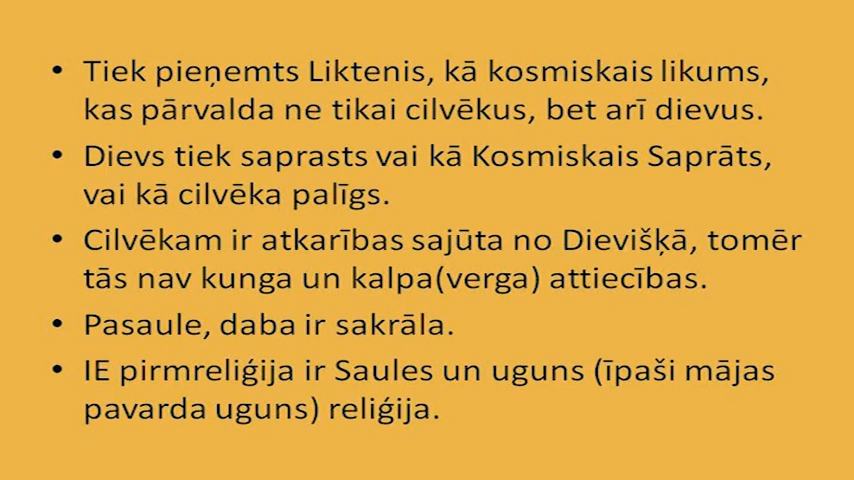 • Tiek pieņemts Liktenis, kā kosmiskais likums,
kas pārvalda ne tikai cilvēkus, bet arī dievus.
• Dievs tiek saprasts vai kā Kosmiskais Saprāts,
vai kā cilvēka palīgs.
• Cilvēkam ir atkarības sajūta no Dievišķā, tomēr
tās nav kunga un kalpa(verga) attiecības.
• Pasaule, daba ir sakrāla.
• IE pirmreliģija ir Saules un uguns (īpaši mājas
pavarda uguns) reliģija.